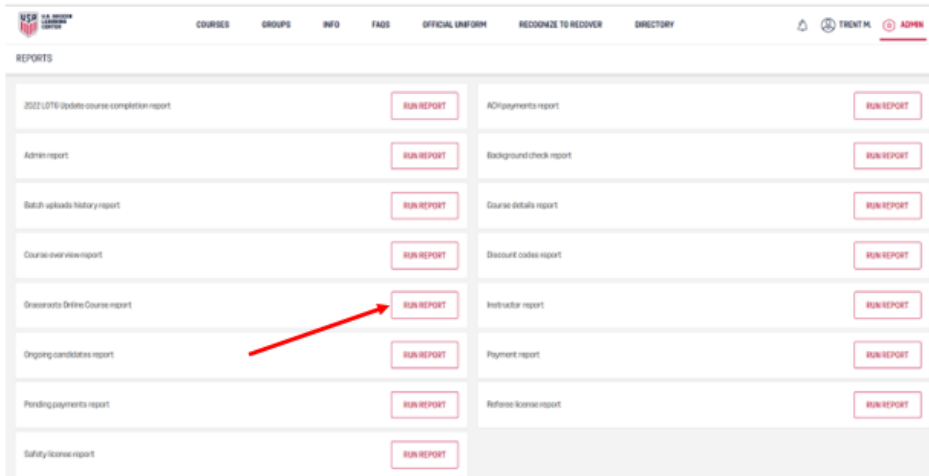 U.S. SOCCER
LEARNING
CENTER
COURSES
GROUPS
INFO
FAQS
OFFICIAL UNIFORM
RECOGNIZE TO RECOVER
DIRECTORY
TRENT M.
ADMIN
REPORTS
2022 LOTG Update course completion report
RUN REPORT
ACH payments report
RUN REPORT
Admin report
RUN REPORT
Background check report
RUN REPORT
Batch uploads history report
RUN REPORT
Course details report
RUN REPORT
Course overview report
RUN REPORT
Discount codes report
RUN REPORT
Grassroots Online Course report
RUN REPORT
Instructor report
RUN REPORT
Ongoing candidates report
RUN REPORT
Payment report
RUN REPORT
Pending payments report
RUN REPORT
Referee license report
RUN REPORT
Safety license report
RUN REPORT